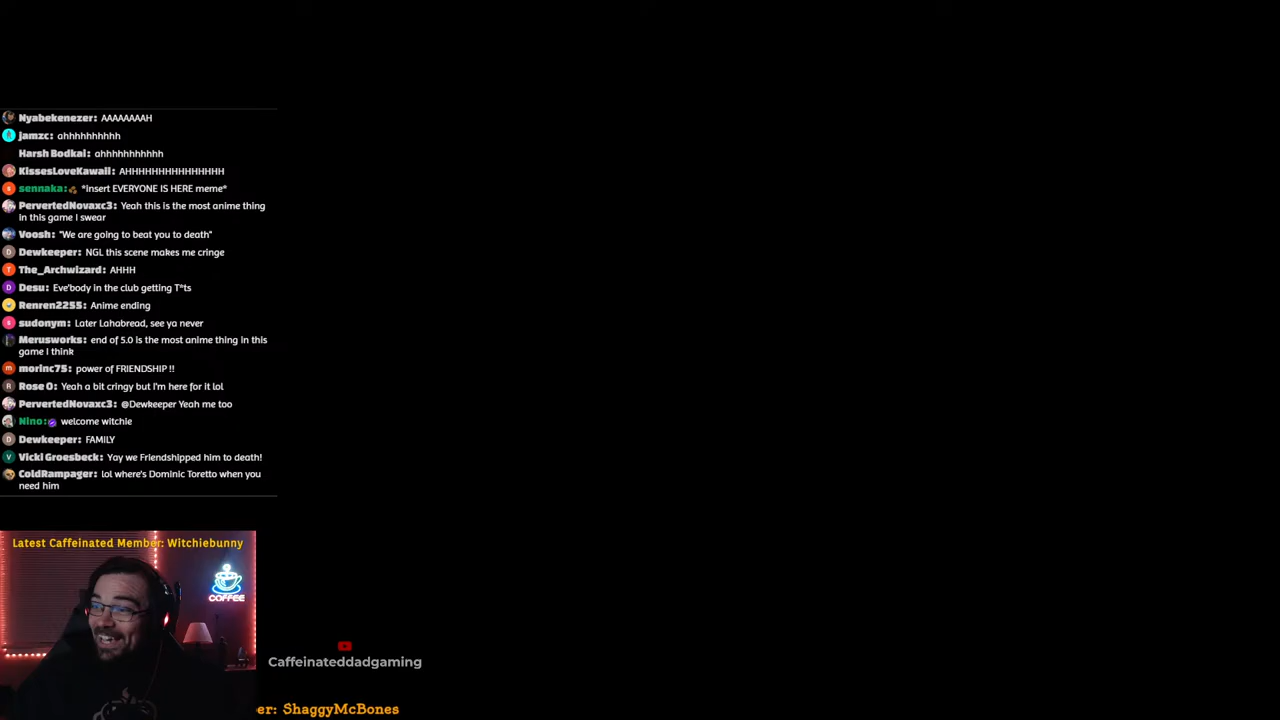 Nyabekenezer: AAAAAAAAH
jamzc: ahhhhhhhhhh
Harsh Bodkai: ahhhhhhhhhhh
KissesLoveKawaii: AHHHHHHHHHHHHHHH
sennaka: *insert EVERYONE IS HERE meme*
PervertedNovaxc3: Yeah this is the most anime thing
in this game I swear
Voosh: "We are going to beat you to death"
Dewkeeper: NGL this scene makes me cringe
The_Archwizard: AHHH
Desu: Eve'body in the club getting T*ts
Renren2255: Anime ending
sudonym: Later Lahabread, see ya never
Merusworks: end of 5.0 is the most anime thing in this
game I think
morinc75: power of FRIENDSHIP !!
Rose O: Yeah a bit cringy but I'm here for it lol
PervertedNovaxc3: @Dewkeeper Yeah me too
Nino: welcome witchie
Dewkeeper: FAMILY
Vicki Groesbeck: Yay we Friendshipped him to death!
ColdRampager: lol where's Dominic Toretto when you
need him
Latest Caffeinated Member: Witchiebunny
COFFEE
Caffeinateddadgaming
er: ShaggyMcBones